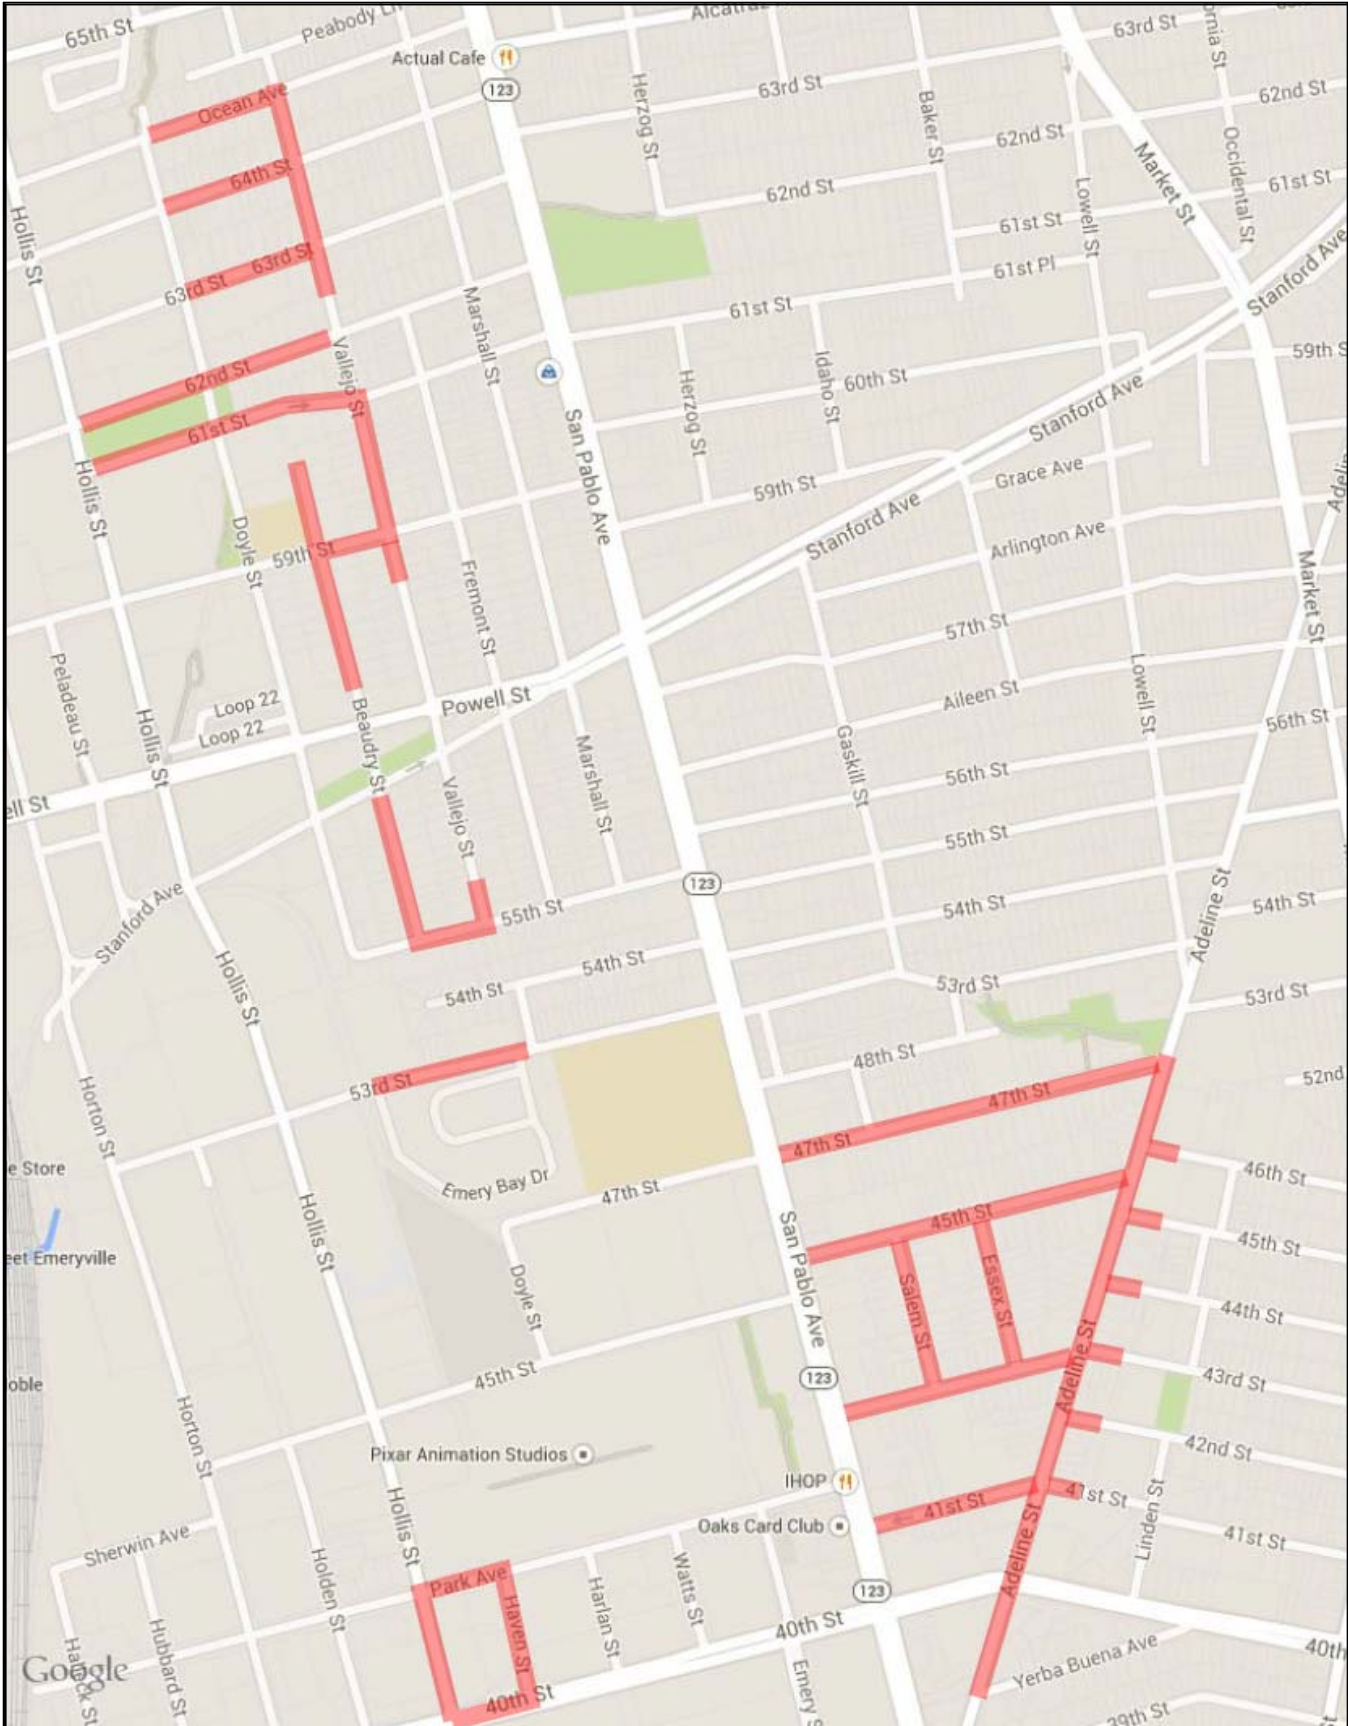 65th St
Peabody Ln
Alcatraz
63rd St
Actual Cafe
123
Ocean Ave
Herzog St
63rd St
Baker St
62nd St
Occidental St
62nd St
Market St
64th St
62nd St
Lowell St
61st St
61st St
Hollis St
63rd St
63rd St
61st Pl
Stanford Ave
Marshall St
61st St
62nd St
Vallejo St
Idaho St
60th St
59th S
Herzog St
61st St
San Pablo Ave
Stanford Ave
Hollis St
59th St
Grace Ave
Doyle St
59th St
Stanford Ave
Arlington Ave
Fremont St
Market St
57th St
Peladeau St
Loop 22
Loop 22
Hollis St
Beaudry St
Powell St
Aileen St
Lowell St
56th St
ell St
Vallejo St
Marshall St
Gaskill St
56th St
55th St
123
Stanford Ave
55th St
54th St
Adeline St
54th St
Hollis St
54th St
54th St
53rd St
53rd St
Horton St
53rd St
48th St
47th St
52nd
47th St
e Store
Emery Bay Dr
47th St
46th St
Hollis St
San Pablo Ave
45th St
45th St
eet Emeryville
Doyle St
Salem St
Essex St
44th St
oble
45th St
123
Adeline St
43rd St
Horton St
Pixar Animation Studios
42nd St
IHOP
Hollis St
Oaks Card Club
41st St
41st St
Linden St
41st St
Sherwin Ave
Holden St
Park Ave
Haven St
Harlan St
Watts St
123
Adeline St
40th St
Hubbard St
Google
40th St
Yerba Buena Ave
40th
39th St